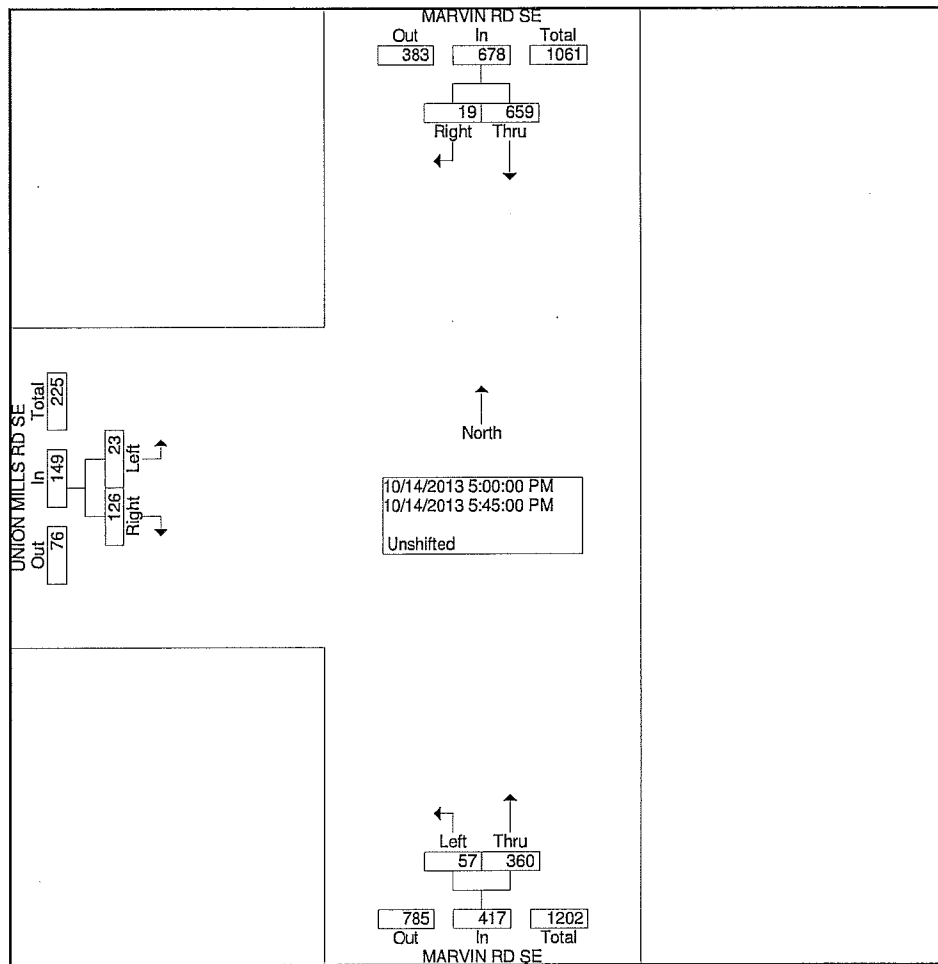 MARVIN RD SE
Out In Total
383 678 1061
19 659
Right Thru
UNION MILLS RD SE
Out In Total
76 149 225
126 23
Right Left
North
10/14/2013 5:00:00 PM
10/14/2013 5:45:00 PM
Unshifted
Left Thru
57 360
785 417 1202
Out In Total
MARVIN RD SE